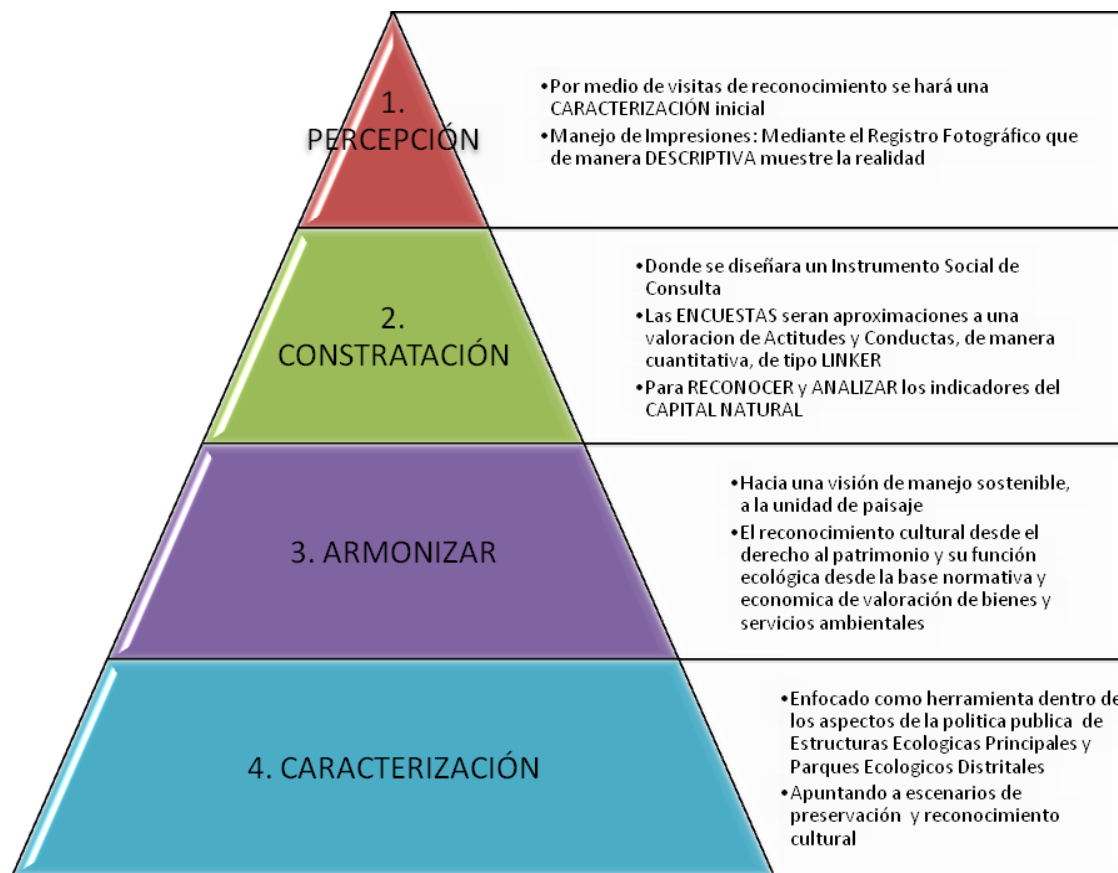 1.
PERCEPCIÓN
•Por medio de visitas de reconocimiento se hará una
CARACTERIZACIÓN inicial
•Manejo de Impresiones: Mediante el Registro Fotográfico que
de manera DESCRIPTIVA muestre la realidad
2.
CONSTRATACIÓN
•Donde se diseñara un Instrumento Social de
Consulta
•Las ENCUESTAS seran aproximaciones a una
valoracion de Actitudes y Conductas, de manera
cuantitativa, de tipo LINKER
•Para RECONOCER y ANALIZAR los indicadores del
CAPITAL NATURAL
3. ARMONIZAR
•Hacia una visión de manejo sostenible,
a la unidad de paisaje
•El reconocimiento cultural desde el
derecho al patrimonio y su función
ecológica desde la base normativa y
economica de valoración de bienes y
servicios ambientales
4. CARACTERIZACIÓN
•Enfocado como herramienta dentro de
los aspectos de la politica publica de
Estructuras Ecologicas Principales y
Parques Ecologicos Distritales
•Apuntando a escenarios de
preservación y reconocimiento
cultural